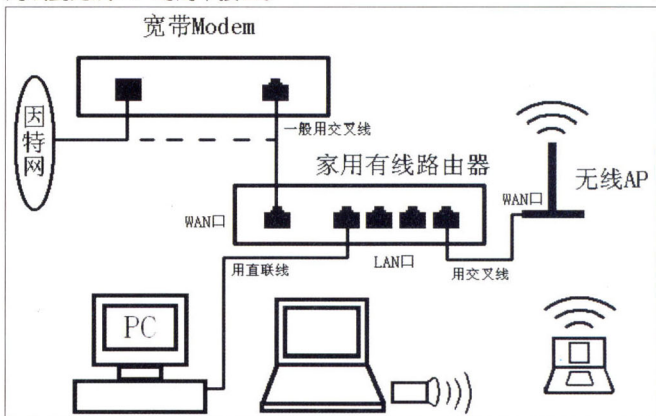 宽带Modem
因特网
一般用交叉线
家用有线路由器
无线AP
WAN口
WAN口
用直联线
LAN口
用交叉线
PC